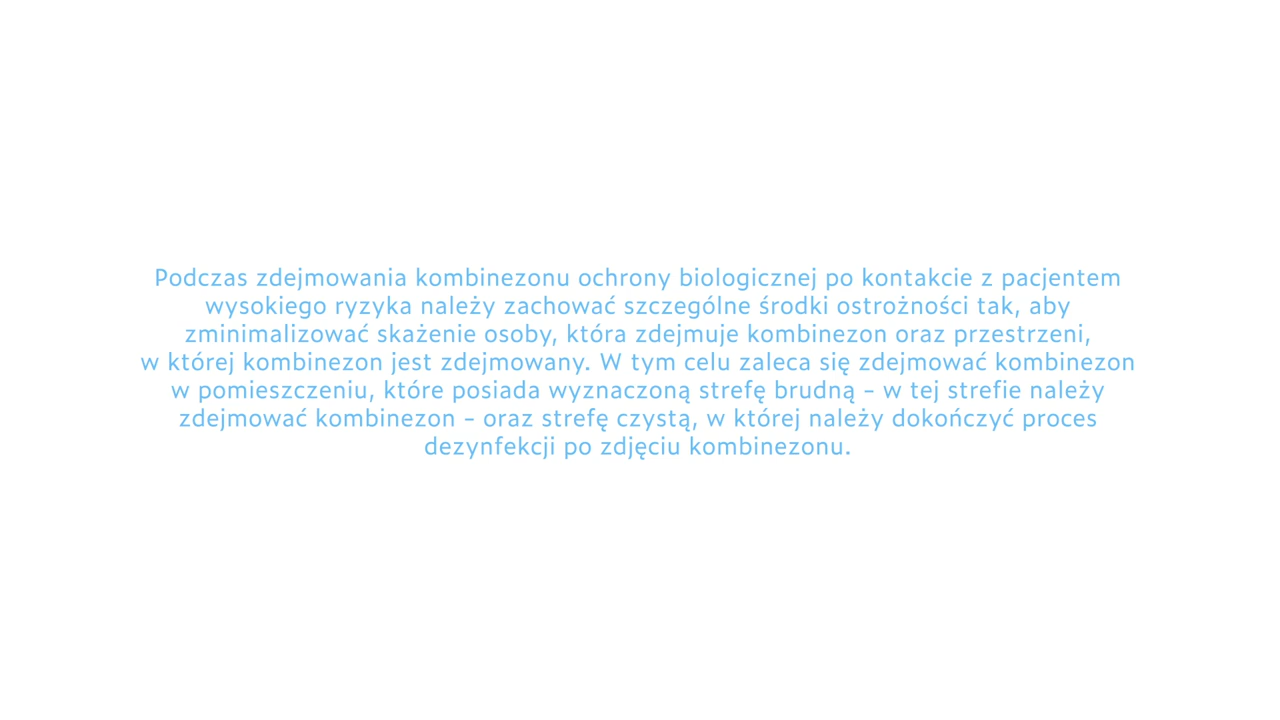 Podczas zdejmowania kombinezonu ochrony biologicznej po kontakcie z pacjentem
wysokiego ryzyka należy zachować szczególne środki ostrożności tak, aby
zminimalizować skażenie osoby, która zdejmuje kombinezon oraz przestrzeni,
w której kombinezon jest zdejmowany. W tym celu zaleca się zdejmować kombinezon
w pomieszczeniu, które posiada wyznaczoną strefę brudną – w tej strefie należy
zdejmować kombinezon – oraz strefę czystą, w której należy dokończyć proces
dezynfekcji po zdjęciu kombinezonu.